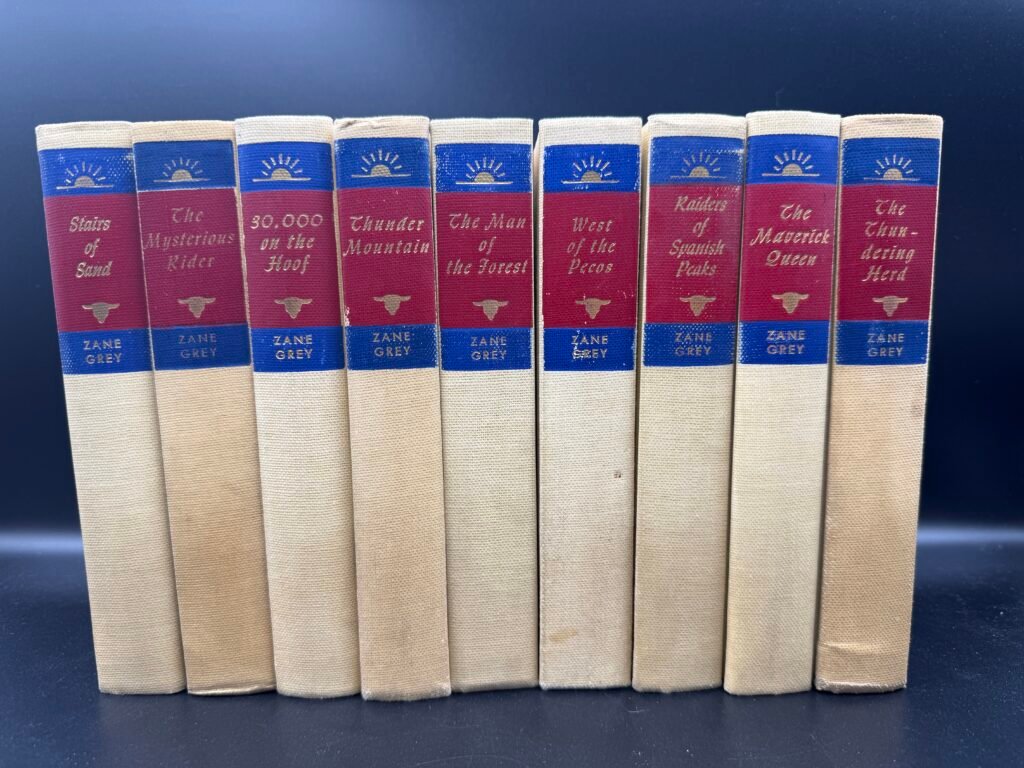 Stairs
of
Sand
ZANE
GREY
The
Mysterious
Rider
ZANE
GREY
30,000
on the
Hoof
ZANE
GREY
Thunder
Mountain
ZANE
GREY
The Man
of
the Forest
ZANE
GREY
West
of the
Pecos
ZANE
GREY
Raiders
of
Spanish
Peaks
ZANE
GREY
The
Maverick
Queen
ZANE
GREY
The
Thun-
dering
Herd
ZANE
GREY